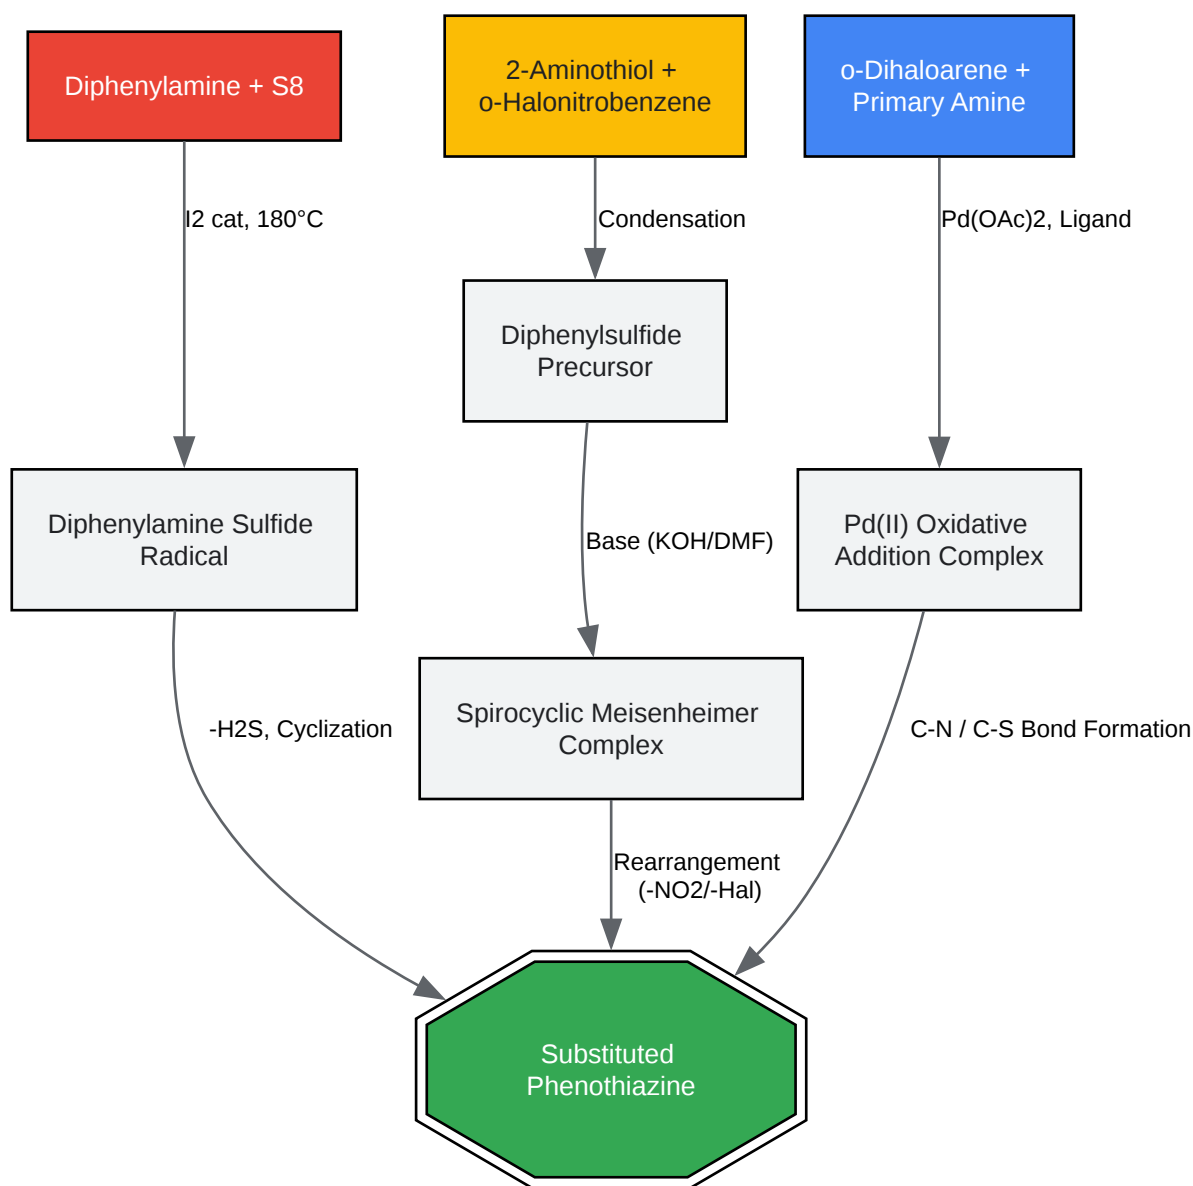 Diphenylamine + S8
2-Aminothiol +
o-Halonitrobenzene
o-Dihaloarene +
Primary Amine
I2 cat, 180°C
Condensation
Pd(OAc)2, Ligand
Diphenylsulfide
Precursor
Diphenylamine Sulfide
Radical
Base (KOH/DMF)
Pd(II) Oxidative
Addition Complex
-H2S, Cyclization
Spirocyclic Meisenheimer
Complex
C-N / C-S Bond Formation
Rearrangement
(-NO2/-Hal)
Substituted
Phenothiazine